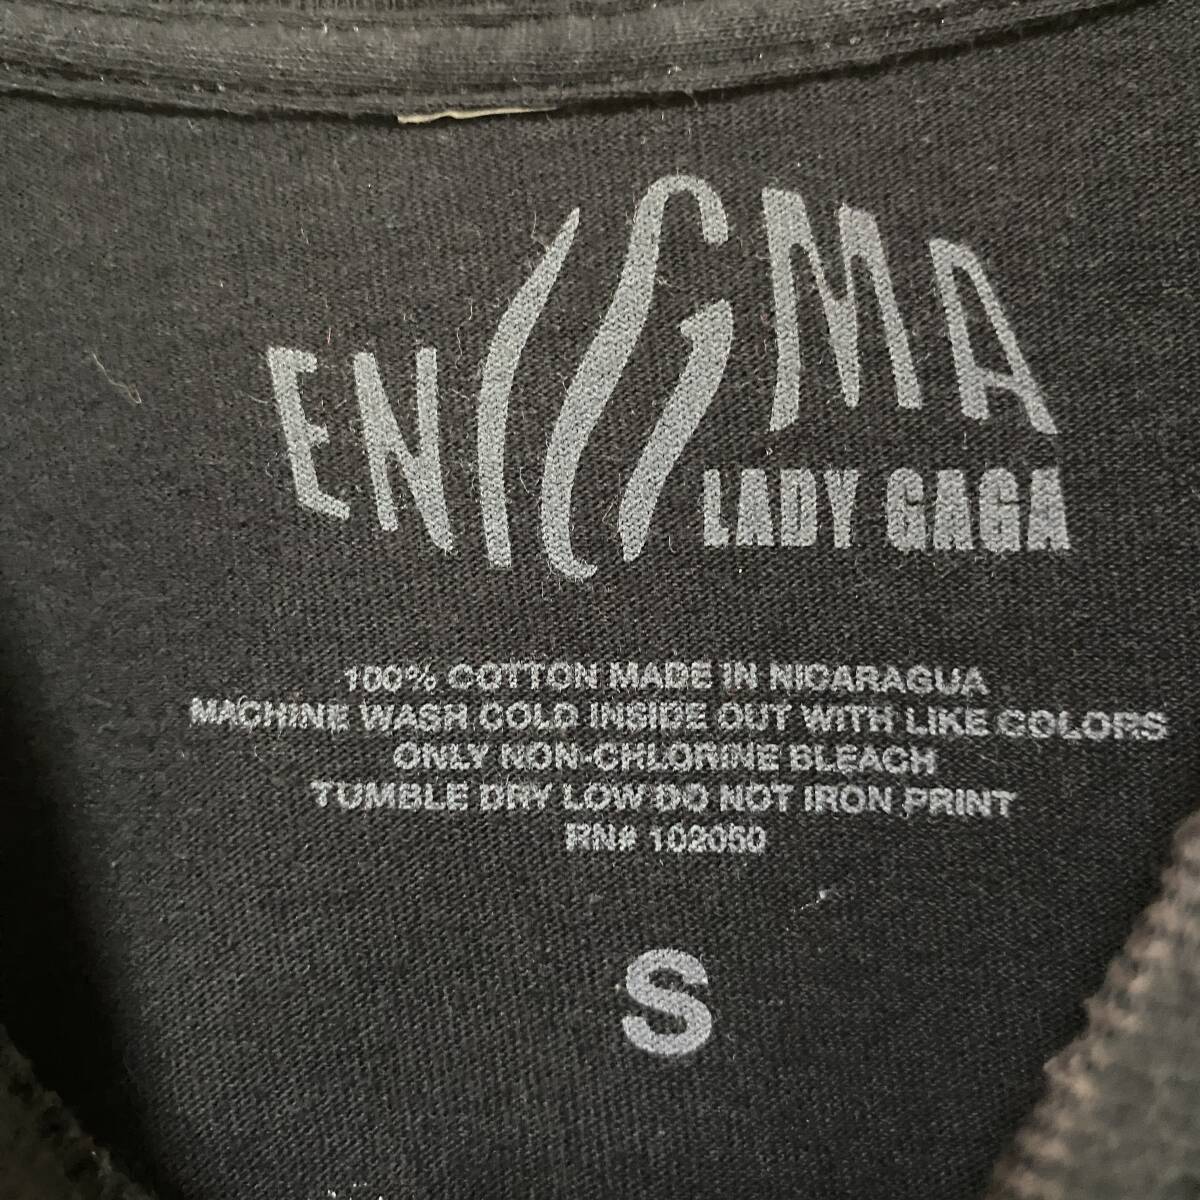 ENIGMA
LADY GAGA
100% COTTON MADE IN NICARAGUA
MACHINE WASH COLD INSIDE OUT WITH LIKE COLORS
ONLY NON-CHLORINE BLEACH
TUMBLE DRY LOW DO NOT IRON PRINT
RN# 102050
S